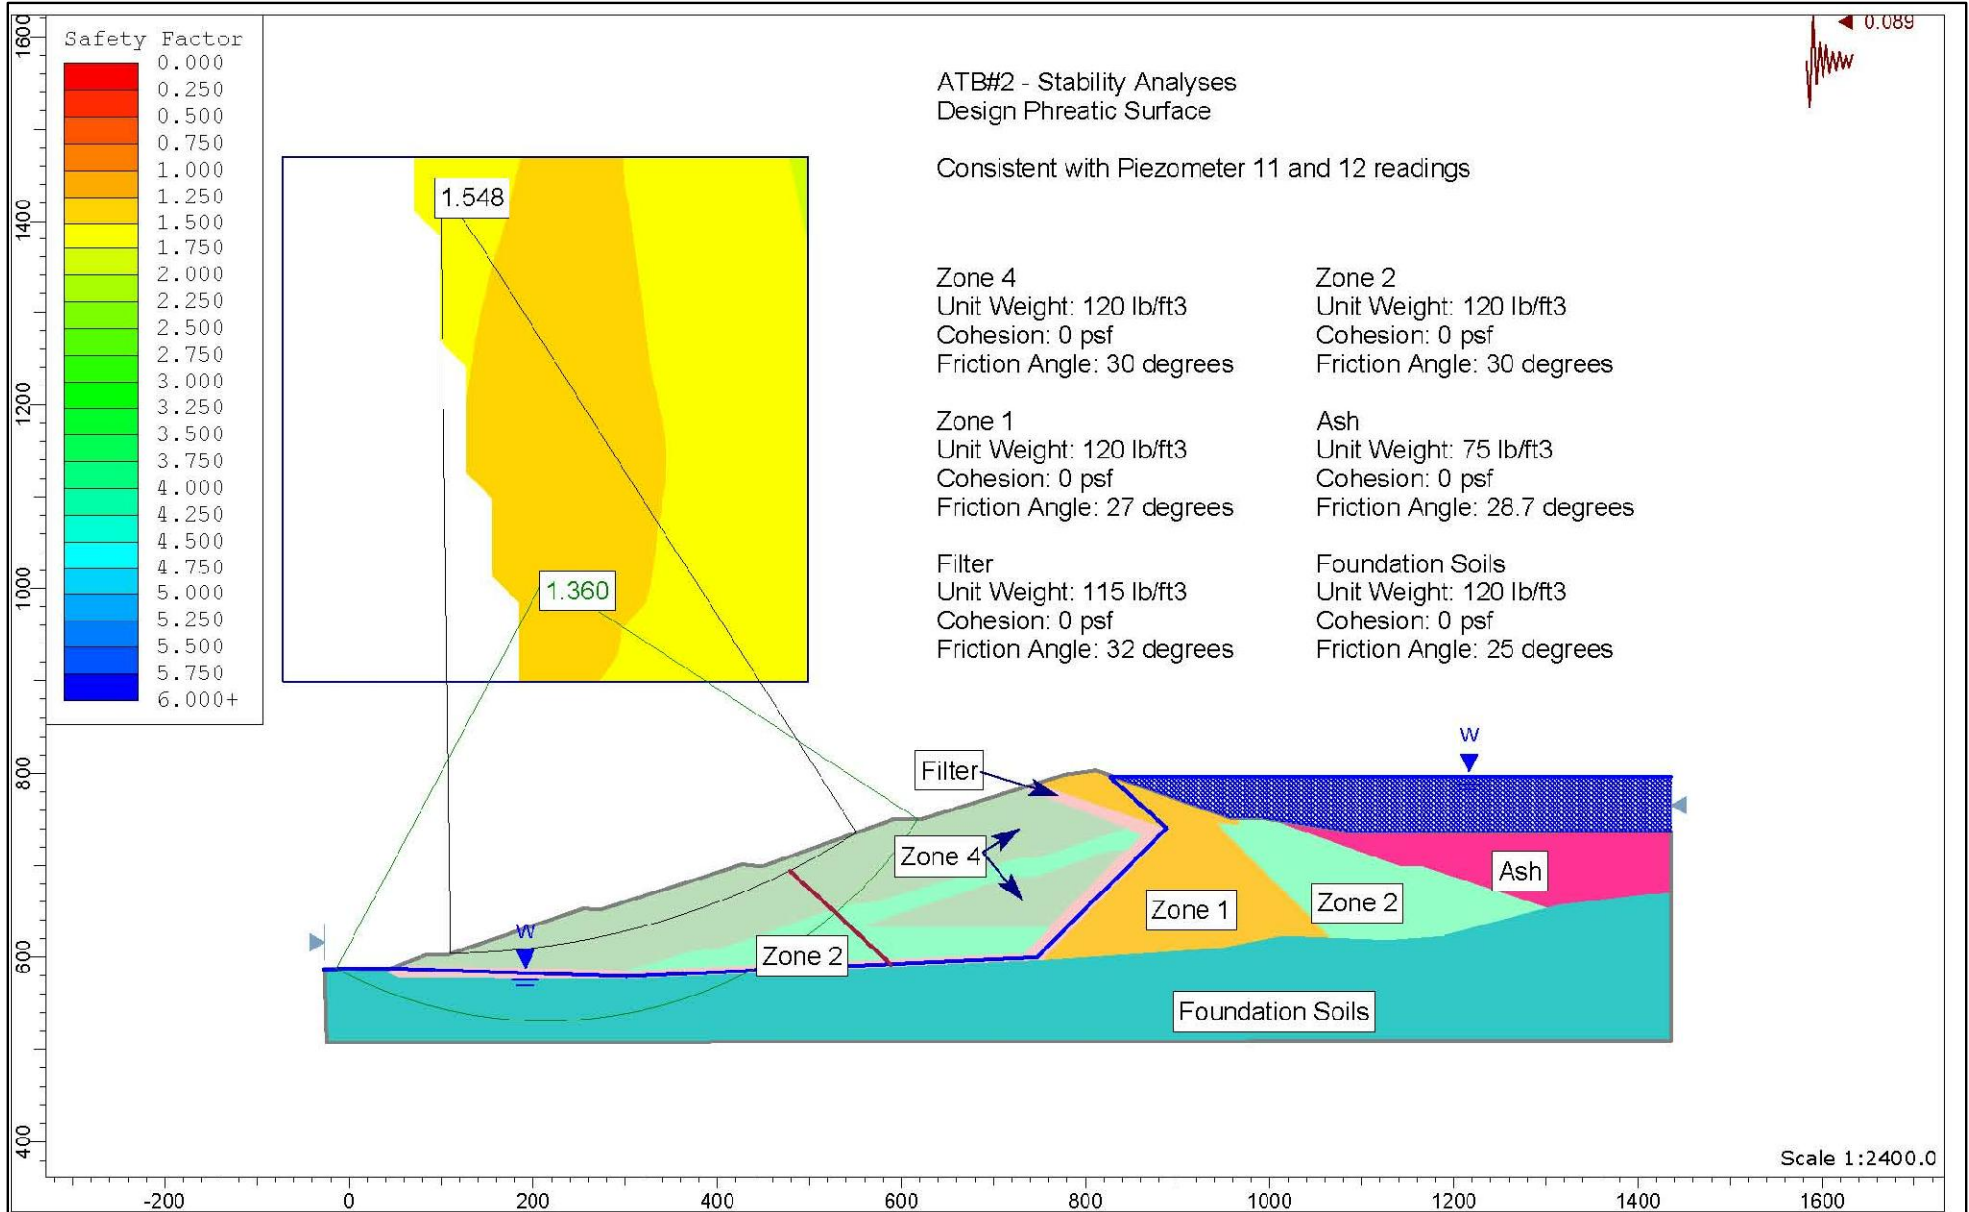 Safety Factor
0.000
0.250
0.500
0.750
1.000
1.250
1.500
1.750
2.000
2.250
2.500
2.750
3.000
3.250
3.500
3.750
4.000
4.250
4.500
4.750
5.000
5.250
5.500
5.750
6.000+
0.089
ATB#2 - Stability Analyses
Design Phreatic Surface
Consistent with Piezometer 11 and 12 readings
Zone 4
Unit Weight: 120 lb/ft3
Cohesion: 0 psf
Friction Angle: 30 degrees
Zone 2
Unit Weight: 120 lb/ft3
Cohesion: 0 psf
Friction Angle: 30 degrees
Zone 1
Unit Weight: 120 lb/ft3
Cohesion: 0 psf
Friction Angle: 27 degrees
Ash
Unit Weight: 75 lb/ft3
Cohesion: 0 psf
Friction Angle: 28.7 degrees
Filter
Unit Weight: 115 lb/ft3
Cohesion: 0 psf
Friction Angle: 32 degrees
Foundation Soils
Unit Weight: 120 lb/ft3
Cohesion: 0 psf
Friction Angle: 25 degrees
1.548
1.360
W
Filter
Zone 4
Ash
Zone 1
Zone 2
W
Zone 2
Foundation Soils
1600
1400
1200
1000
800
600
400
Scale 1:2400.0
-200
0
200
400
600
800
1000
1200
1400
1600